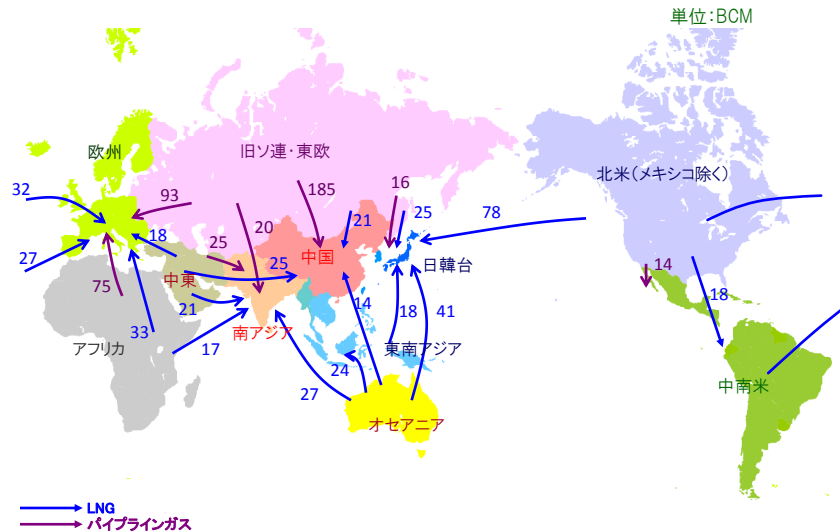 単位：BCM
欧州
旧ソ連・東欧
北米（メキシコ除く）
32
93
185
16
21
25
78
20
18
25
27
中国
日韓台
25
14
中東
75
21
14
18
41
18
33
南アジア
東南アジア
アフリカ
17
24
27
中南米
オセアニア
LNG
パイプラインガス